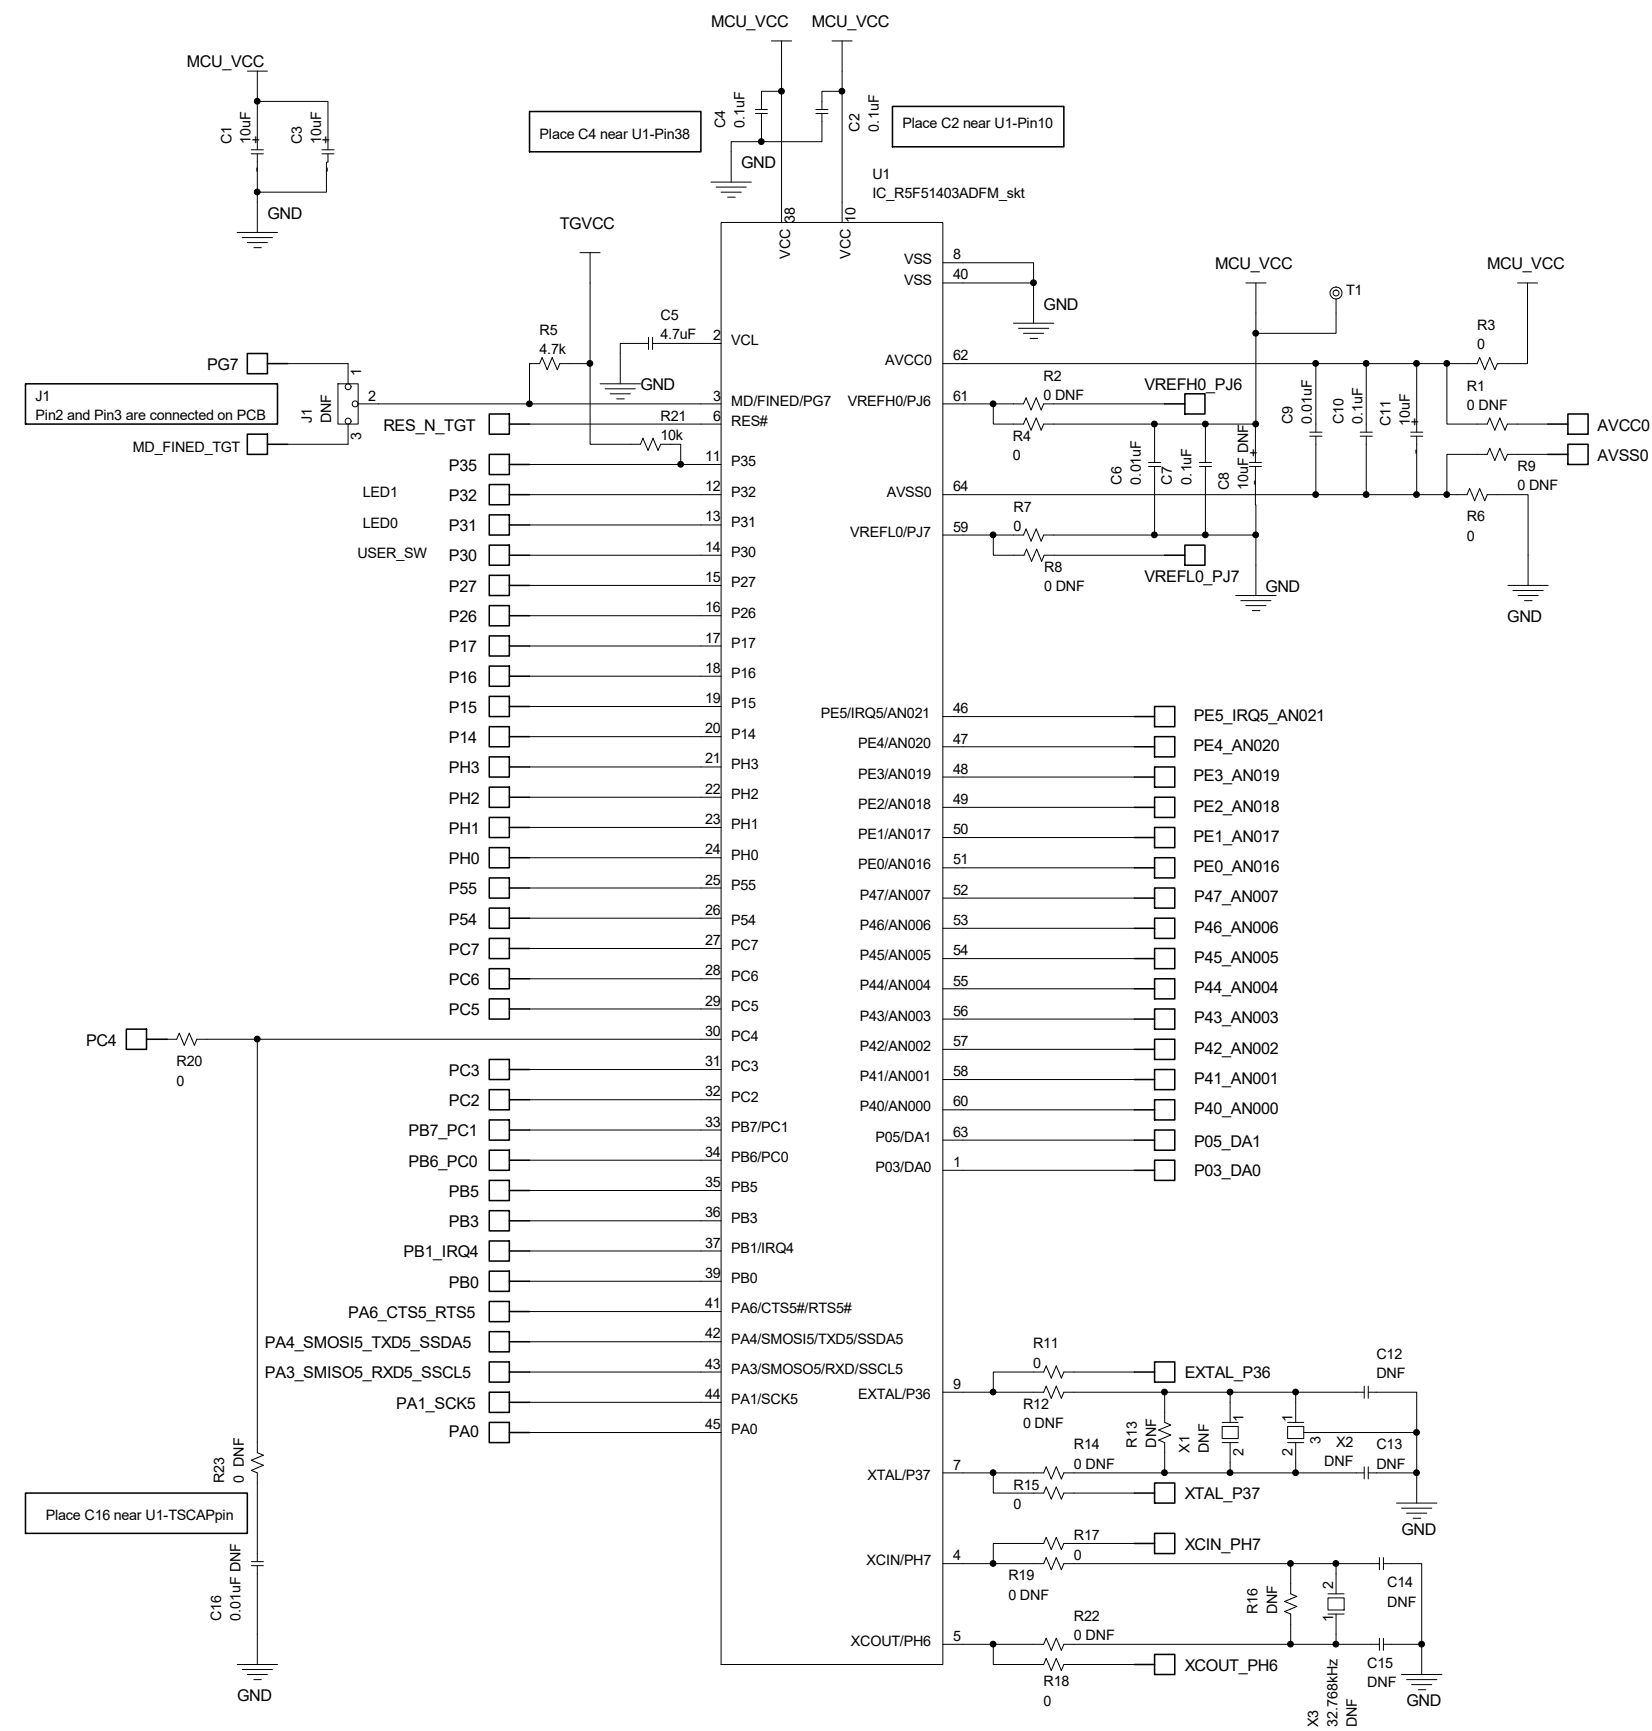 MCU_VCC MCU_VCC
MCU_VCC
C1
10uF
+
C3
10uF
+
GND
Place C4 near U1-Pin38
C4
0.1uF
C2
0.1uF
Place C2 near U1-Pin10
GND
U1
IC_R5F51403ADFM_skt
38
VCC
10
VCC
TGVCC
VSS 8
VSS 40
GND
MCU_VCC
T1
MCU_VCC
C5
4.7uF
2 VCL
GND
R5
4.7k
PG7
J1
Pin2 and Pin3 are connected on PCB
J1
DNF
1
2
3
MD_FINED_TGT
3 MD/FINED/PG7
RES_N_TGT
6 RES#
R21
10k
AVCC0 62
R3
0
R1
0 DNF
AVCC0
VREFH0/PJ6 61
R2
0 DNF
VREFH0_PJ6
R4
0
C6
0.01uF
C7
0.1uF
C8
10uF DNF
+
C9
0.01uF
C10
0.1uF
C11
10uF
+
AVSS0
R9
0 DNF
AVSS0 64
R6
0
GND
VREFL0/PJ7 59
R7
0
R8
0 DNF
VREFL0_PJ7
GND
P35 11 P35
LED1 P32 12 P32
LED0 P31 13 P31
USER_SW P30 14 P30
P27 15 P27
P26 16 P26
P17 17 P17
P16 18 P16
P15 19 P15
P14 20 P14
PH3 21 PH3
PH2 22 PH2
PH1 23 PH1
PH0 24 PH0
P55 25 P55
P54 26 P54
PC7 27 PC7
PC6 28 PC6
PC5 29 PC5
PC4 30 PC4
R20
0
PC3 31 PC3
PC2 32 PC2
PB7_PC1 33 PB7/PC1
PB6_PC0 34 PB6/PC0
PB5 35 PB5
PB3 36 PB3
PB1_IRQ4 37 PB1/IRQ4
PB0 39 PB0
PA6_CTS5_RTS5 41 PA6/CTS5#/RTS5#
PA4_SMOSI5_TXD5_SSDA5 42 PA4/SMOSI5/TXD5/SSDA5
PA3_SMISO5_RXD5_SSCL5 43 PA3/SMOSO5/RXD/SSCL5
PA1_SCK5 44 PA1/SCK5
PA0 45 PA0
R23
0 DNF
Place C16 near U1-TSCAPpin
C16
0.01uF DNF
GND
PE5/IRQ5/AN021 46 PE5_IRQ5_AN021
PE4/AN020 47 PE4_AN020
PE3/AN019 48 PE3_AN019
PE2/AN018 49 PE2_AN018
PE1/AN017 50 PE1_AN017
PE0/AN016 51 PE0_AN016
P47/AN007 52 P47_AN007
P46/AN006 53 P46_AN006
P45/AN005 54 P45_AN005
P44/AN004 55 P44_AN004
P43/AN003 56 P43_AN003
P42/AN002 57 P42_AN002
P41/AN001 58 P41_AN001
P40/AN000 60 P40_AN000
P05/DA1 63 P05_DA1
P03/DA0 1 P03_DA0
EXTAL/P36 9
R11
0
EXTAL_P36
R12
0 DNF
R13
DNF
X1
DNF
1
2
1
2
3
X2
DNF
C12
DNF
C13
DNF
XTAL/P37 7
R14
0 DNF
R15
0
XTAL_P37
GND
XCIN/PH7 4
R17
0
XCIN_PH7
R19
0 DNF
R16
DNF
2
1
C14
DNF
XCOUT/PH6 5
R22
0 DNF
R18
0
XCOUT_PH6
C15
DNF
GND
X3
32.768kHz
DNF